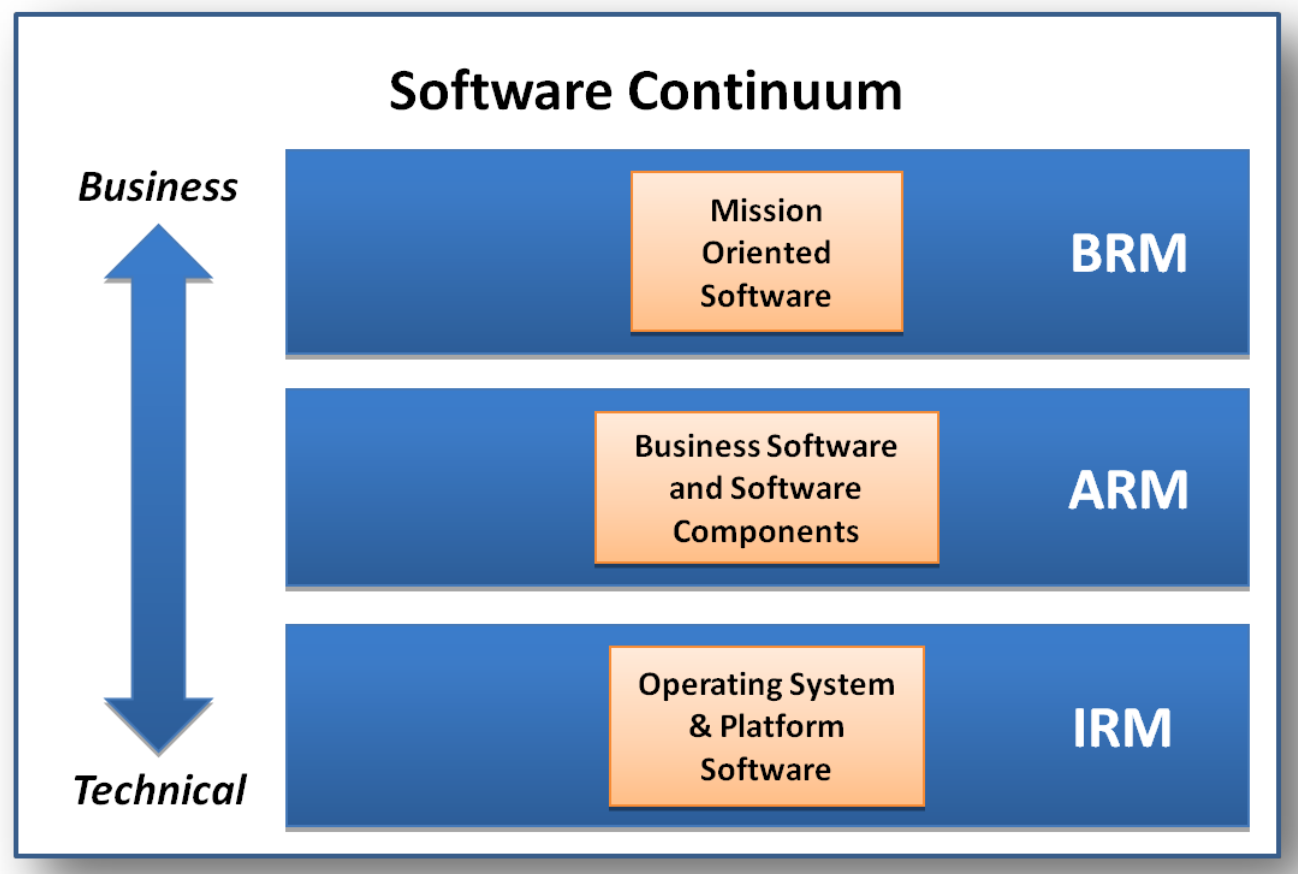 Software Continuum
Business
Mission
Oriented
Software
BRM
Business Software
and Software
Components
ARM
Operating System
& Platform
Software
IRM
Technical